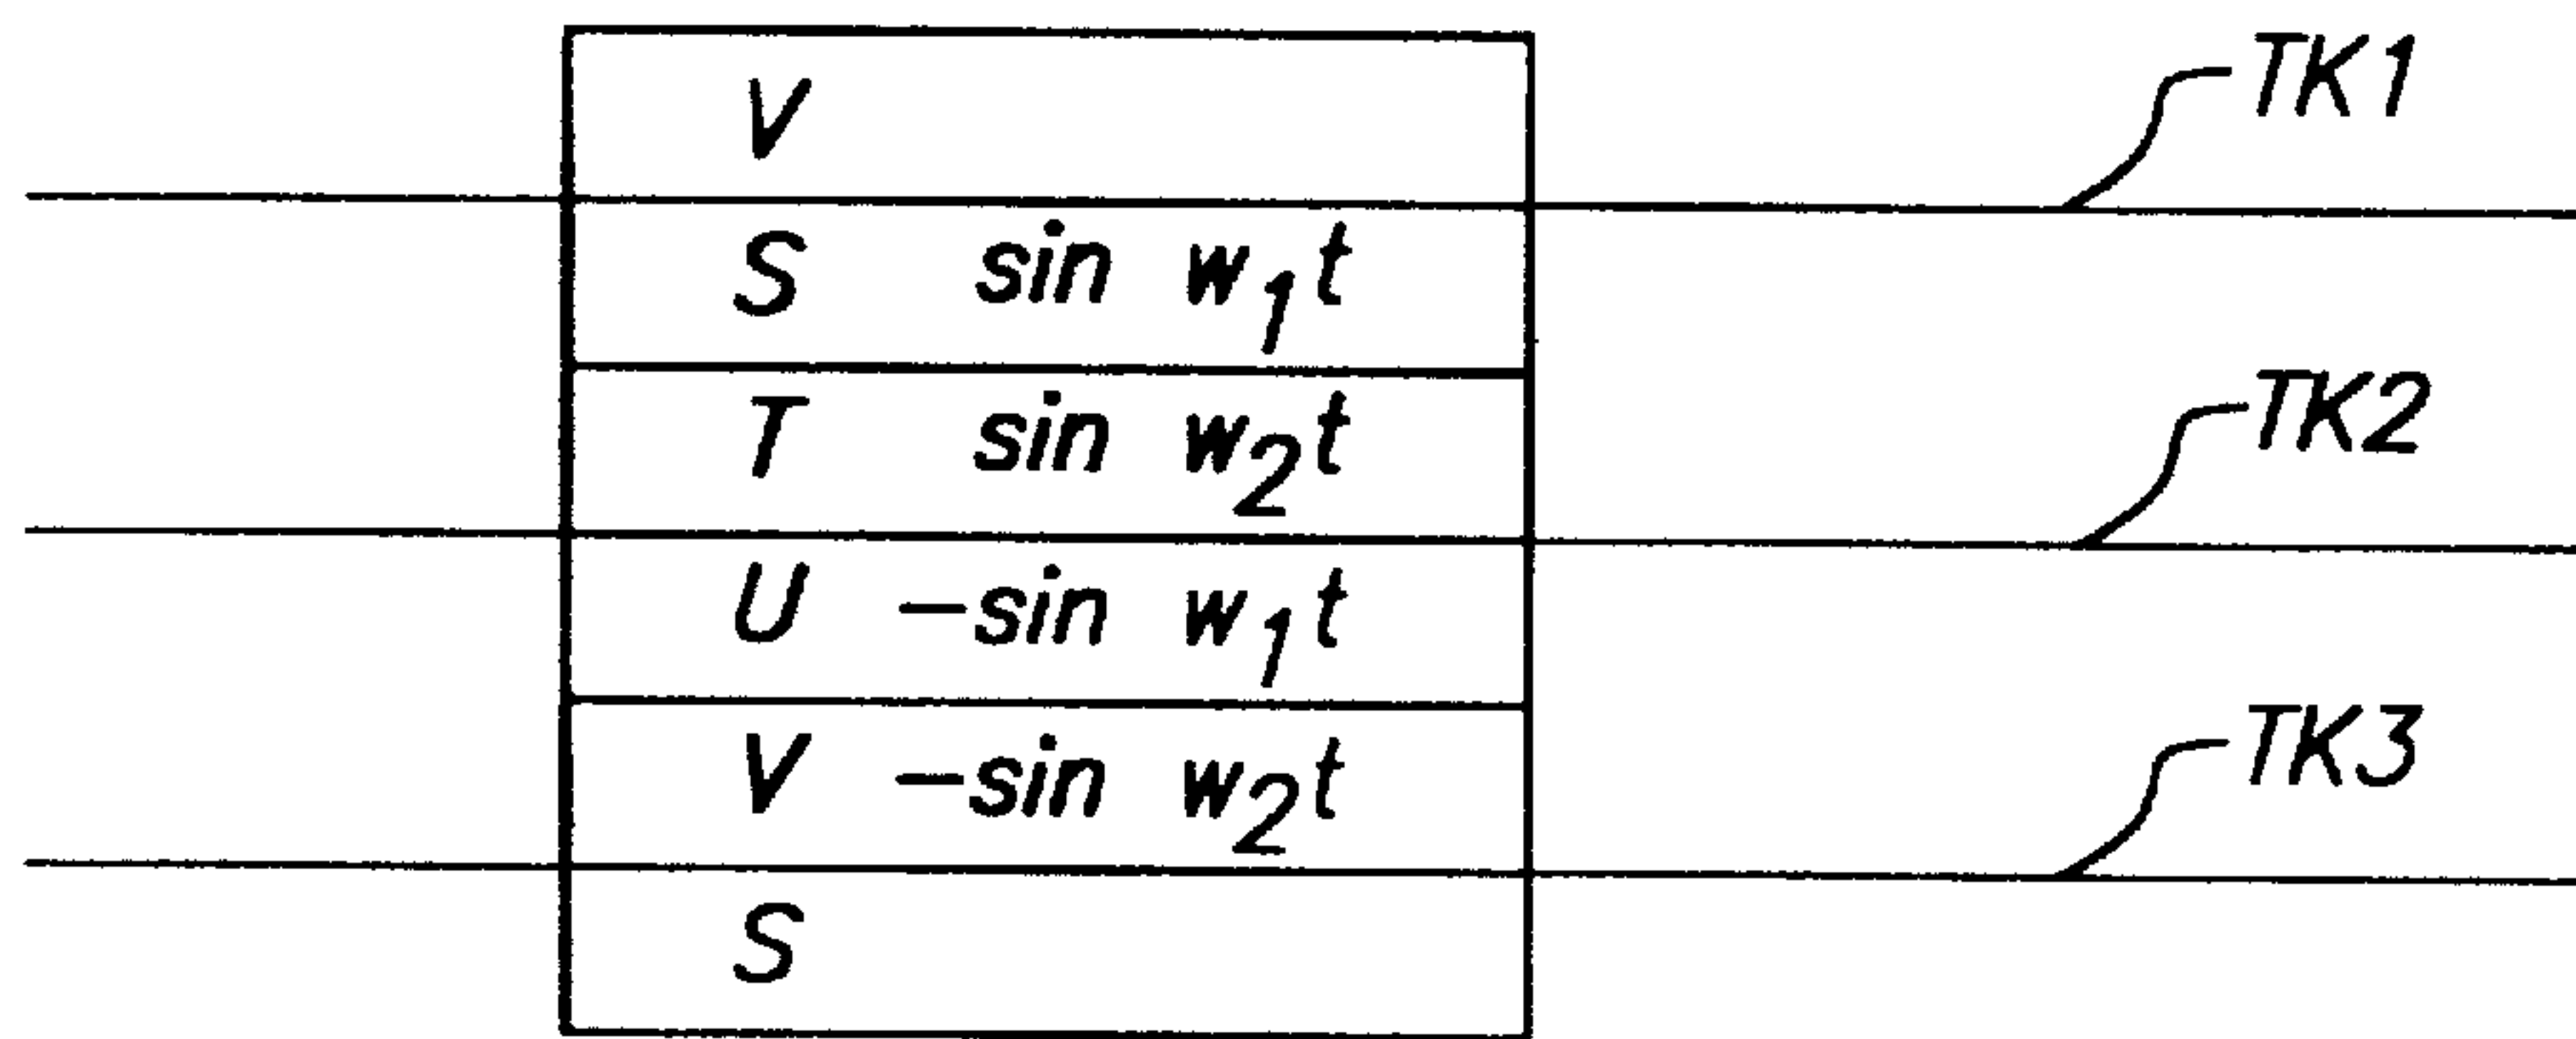 V
TK1
S sin w₁t
T sin w₂t
TK2
U −sin w₁t
V −sin w₂t
TK3
S